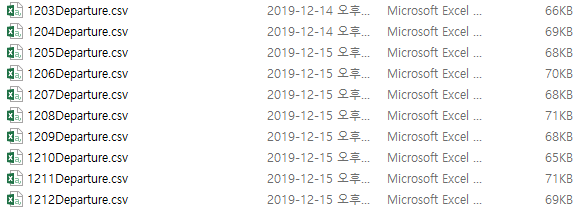 1203Departure.csv 2019-12-14 오후... Microsoft Excel ... 66KB
1204Departure.csv 2019-12-14 오후... Microsoft Excel ... 69KB
1205Departure.csv 2019-12-15 오후... Microsoft Excel ... 68KB
1206Departure.csv 2019-12-15 오후... Microsoft Excel ... 70KB
1207Departure.csv 2019-12-15 오후... Microsoft Excel ... 68KB
1208Departure.csv 2019-12-15 오후... Microsoft Excel ... 71KB
1209Departure.csv 2019-12-15 오후... Microsoft Excel ... 68KB
1210Departure.csv 2019-12-15 오후... Microsoft Excel ... 65KB
1211Departure.csv 2019-12-15 오후... Microsoft Excel ... 71KB
1212Departure.csv 2019-12-15 오후... Microsoft Excel ... 69KB